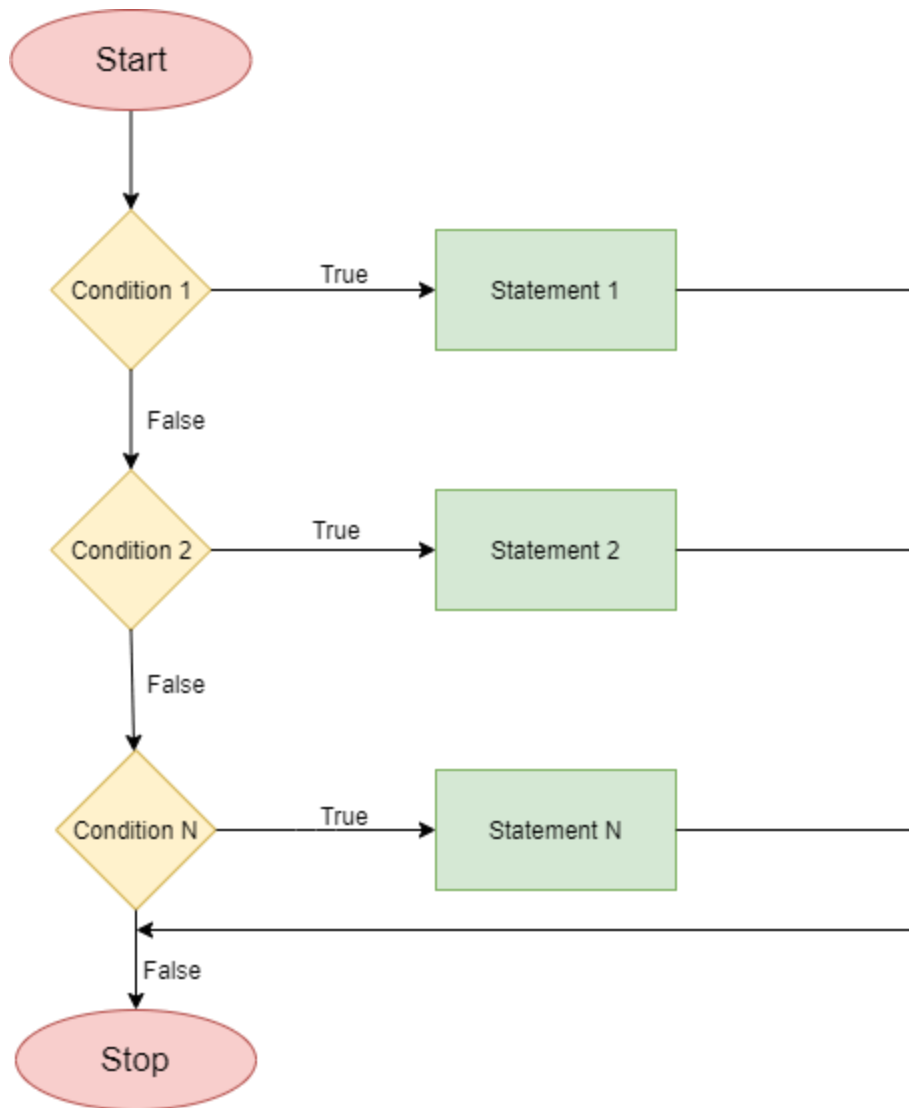 Start
Condition 1
True
Statement 1
False
Condition 2
True
Statement 2
False
Condition N
True
Statement N
False
Stop